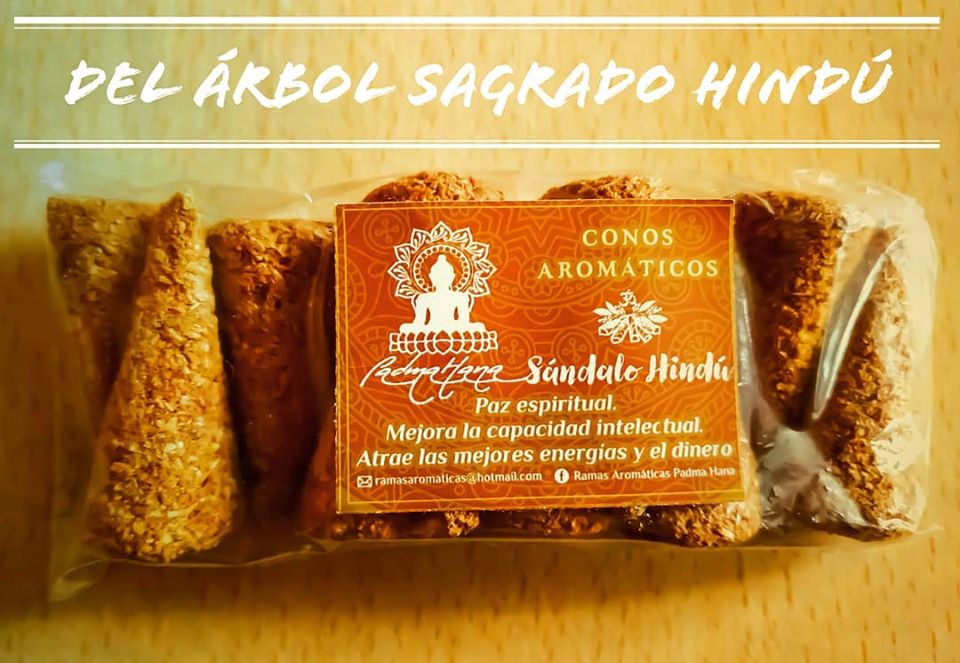 DEL ÁRBOL SAGRADO HINDÚ
CONOS
AROMÁTICOS
Padma Hana
Sándalo Hindú
Paz espiritual.
Mejora la capacidad intelectual.
Atrae las mejores energías y el dinero
ramasaromaticas@hotmail.com
Ramas Aromáticas Padma Hana